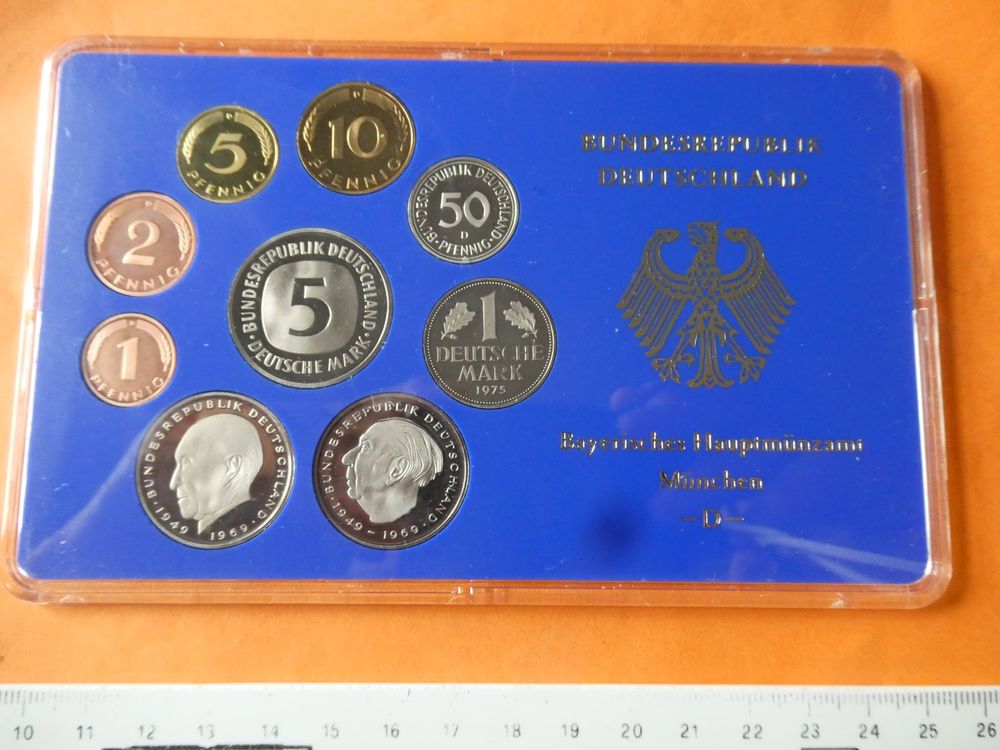 BUNDESREPUBLIK
DEUTSCHLAND
Bayerisches Hauptmünzamt
München
— D —
D
5
PFENNIG
D
10
PFENNIG
BUNDESREPUBLIK DEUTSCHLAND
50
D
· PFENNIG ·
D
2
PFENNIG
· BUNDESREPUBLIK DEUTSCHLAND ·
5
DEUTSCHE MARK
1
DEUTSCHE
MARK
1975
D
1
PFENNIG
· BUNDESREPUBLIK DEUTSCHLAND ·
1949 1969
· BUNDESREPUBLIK DEUTSCHLAND ·
1949 – 1969
10 11 12 13 14 15 16 17 18 19 20 21 22 23 24 25 26